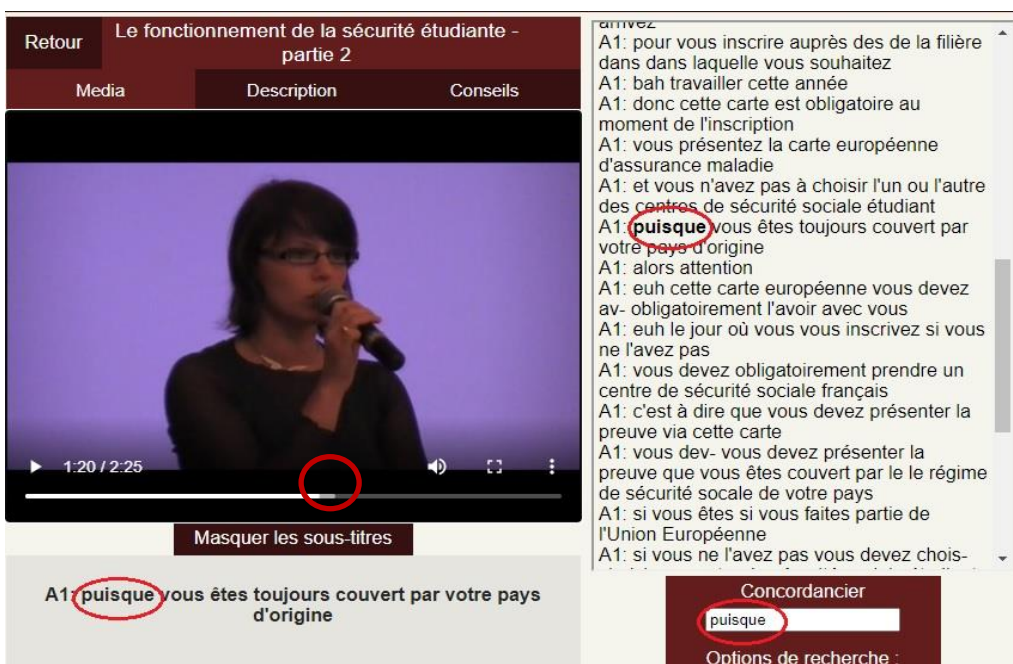 Retour
Le fonctionnement de la sécurité étudiante -
partie 2
Media
Description
Conseils
1:20 / 2:25
Masquer les sous-titres
A1: puisque vous êtes toujours couvert par votre pays
d'origine
arrivez
A1: pour vous inscrire auprès des de la filière
dans dans laquelle vous souhaitez
A1: bah travailler cette année
A1: donc cette carte est obligatoire au
moment de l'inscription
A1: vous présentez la carte européenne
d'assurance maladie
A1: et vous n'avez pas à choisir l'un ou l'autre
des centres de sécurité sociale étudiant
A1: puisque vous êtes toujours couvert par
votre pays d'origine
A1: alors attention
A1: euh cette carte européenne vous devez
av- obligatoirement l'avoir avec vous
A1: euh le jour où vous vous inscrivez si vous
ne l'avez pas
A1: vous devez obligatoirement prendre un
centre de sécurité sociale français
A1: c'est à dire que vous devez présenter la
preuve via cette carte
A1: vous dev- vous devez présenter la
preuve que vous êtes couvert par le le régime
de sécurité socale de votre pays
A1: si vous êtes si vous faites partie de
l'Union Européenne
A1: si vous ne l'avez pas vous devez chois-
Concordancier
puisque
Options de recherche :